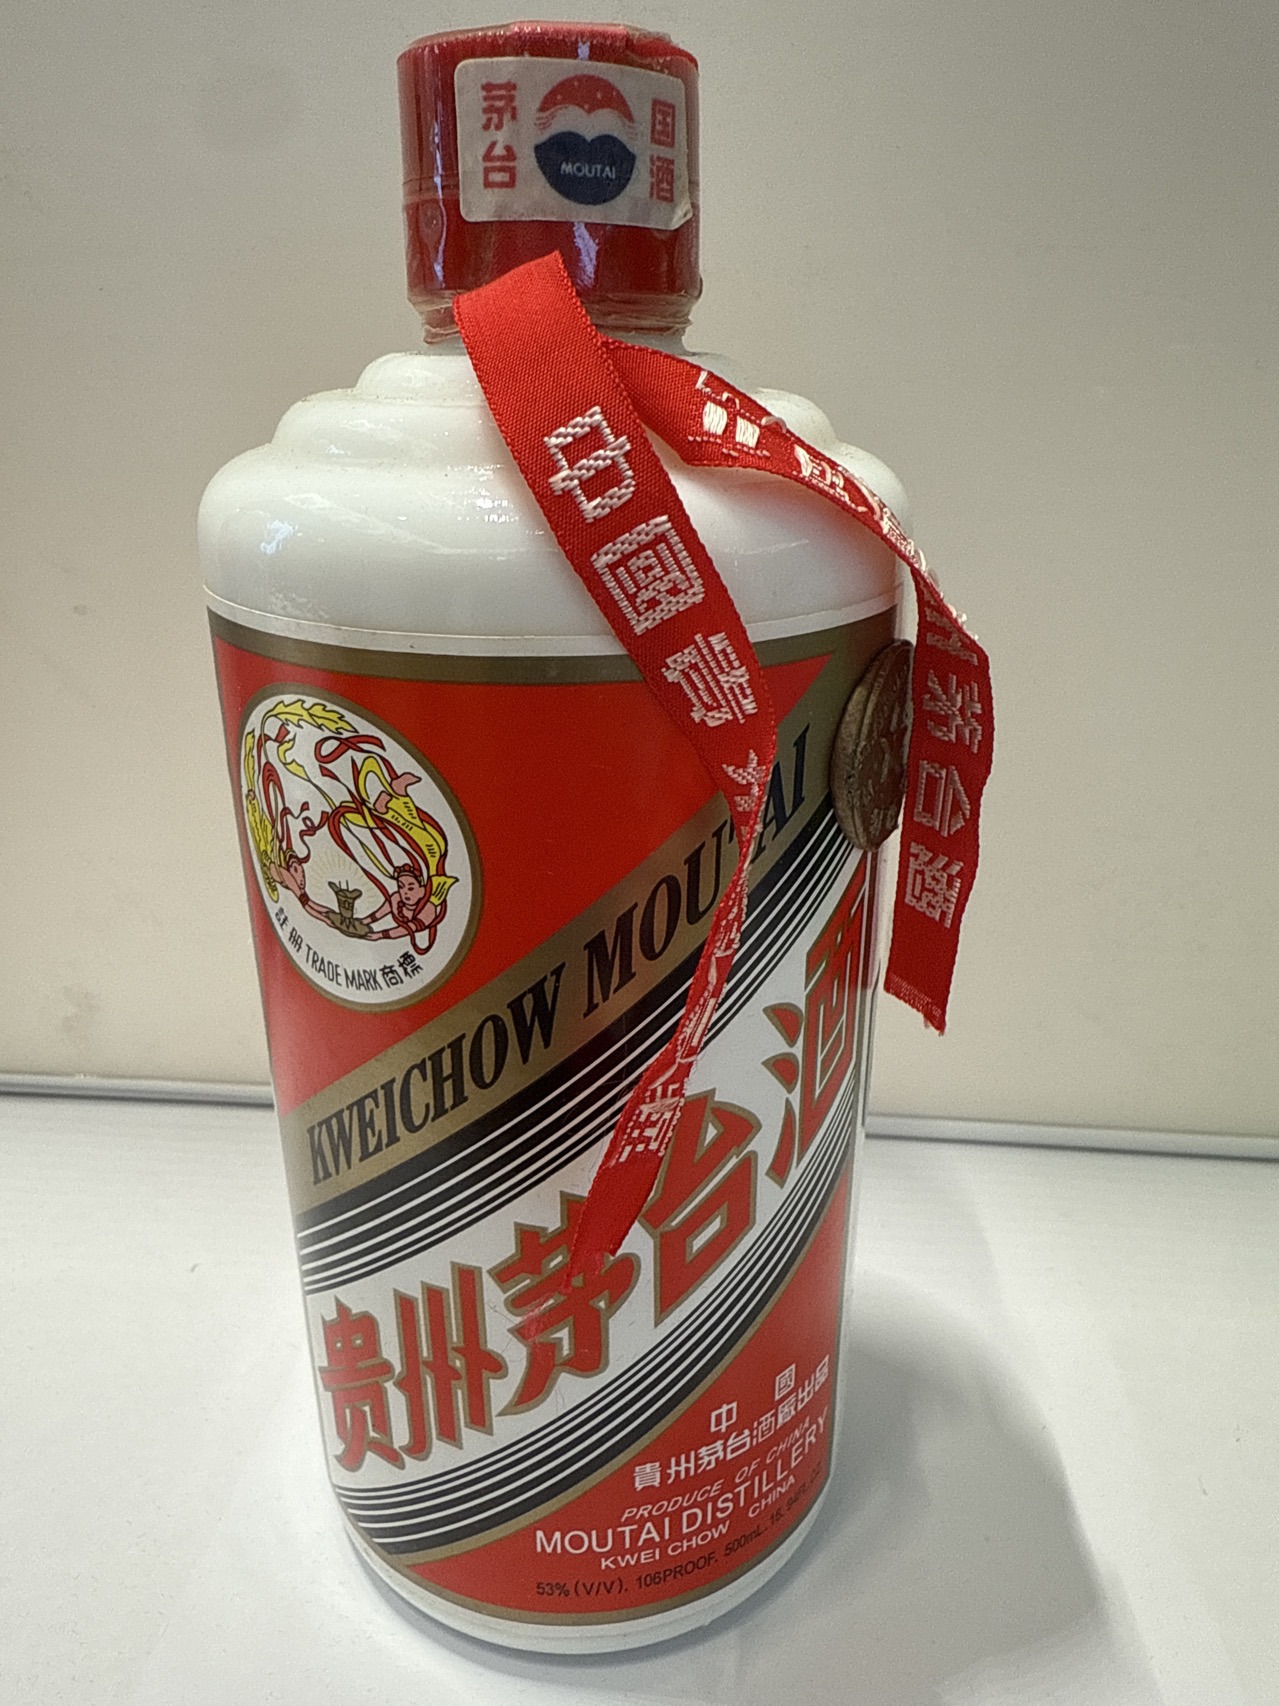 茅台
MOUTAI
国酒
中國貴州
茅台酒
註册 TRADE MARK 商標
KWEICHOW MOUTAI
贵州茅台酒
中國
貴州茅台酒廠出品
PRODUCE OF CHINA
MOUTAI DISTILLERY
KWEI CHOW CHINA
53% (V/V). 106PROOF. 500mL.